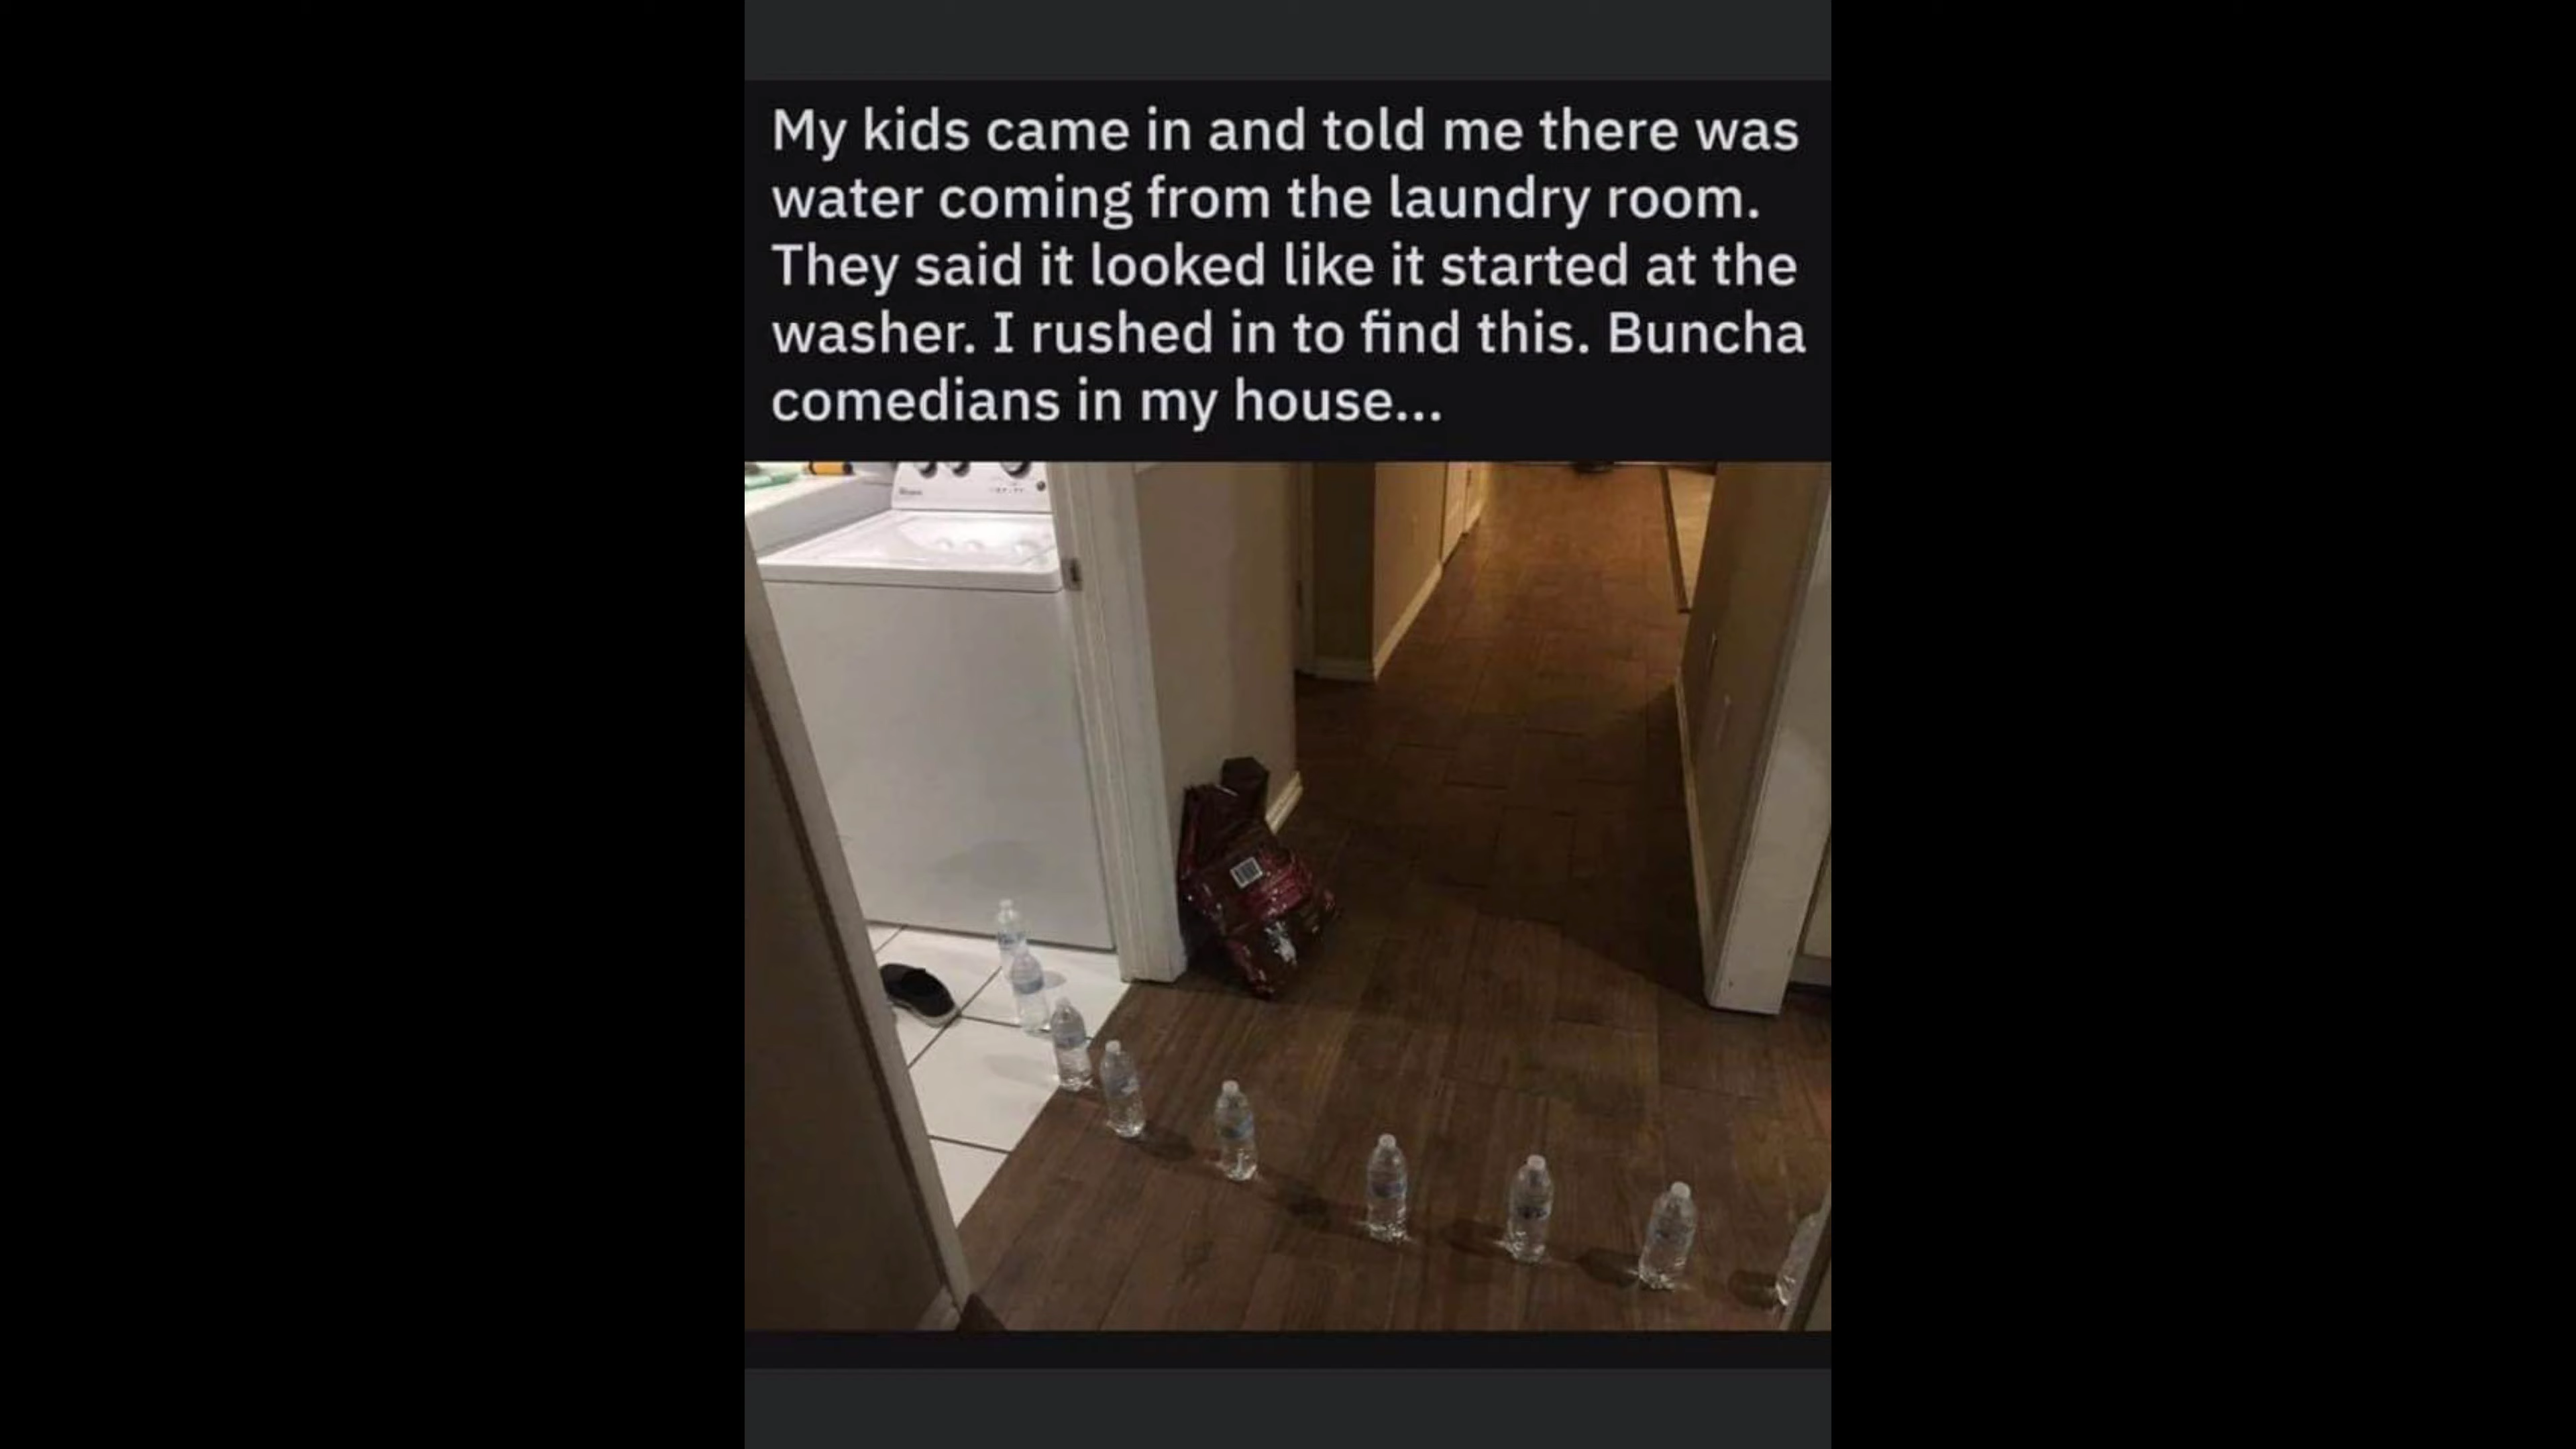 My kids came in and told me there was
water coming from the laundry room.
They said it looked like it started at the
washer. I rushed in to find this. Buncha
comedians in my house...